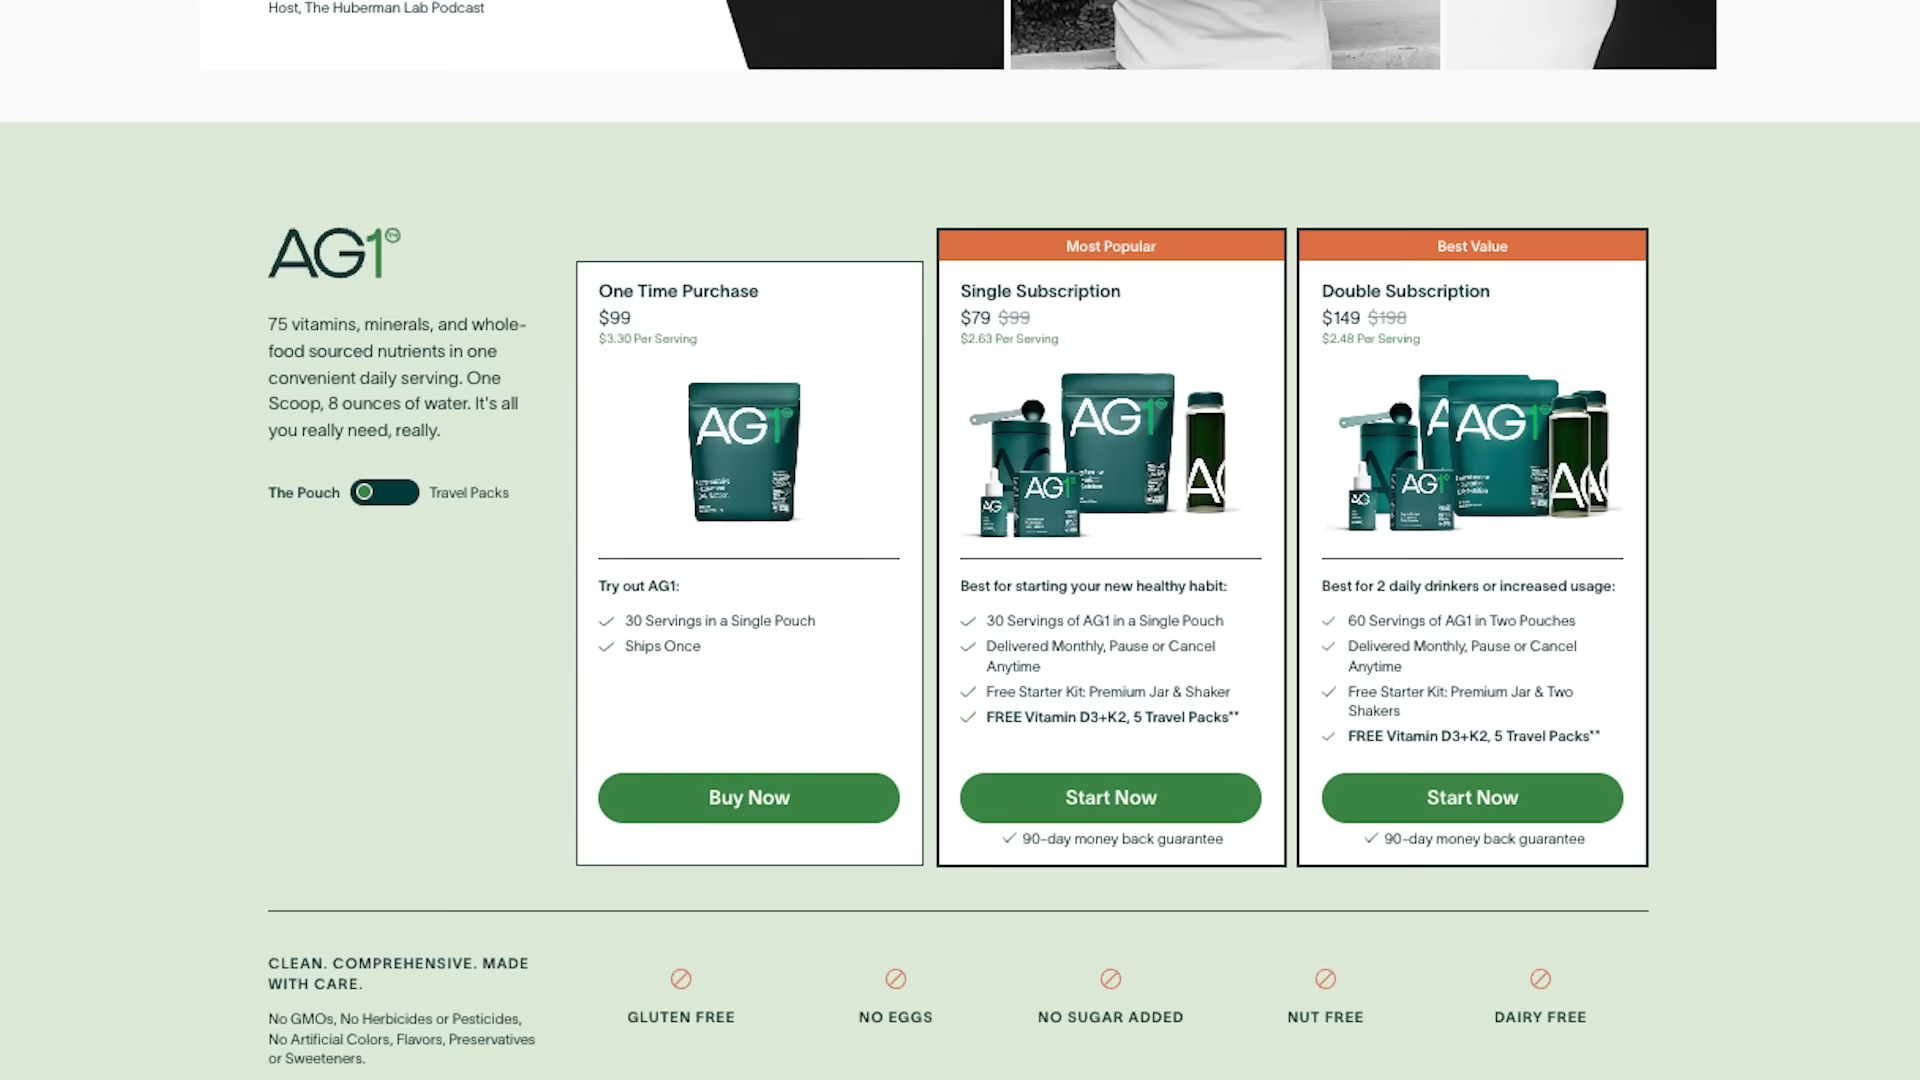 Host, The Huberman Lab Podcast
AG1™
75 vitamins, minerals, and whole-
food sourced nutrients in one
convenient daily serving. One
Scoop, 8 ounces of water. It's all
you really need, really.
The Pouch
Travel Packs
One Time Purchase
$99
$3.30 Per Serving
AG1
Try out AG1:
30 Servings in a Single Pouch
Ships Once
Buy Now
Most Popular
Single Subscription
$79 $99
$2.63 Per Serving
AG1
AG1
AG
AG
Best for starting your new healthy habit:
30 Servings of AG1 in a Single Pouch
Delivered Monthly, Pause or Cancel
Anytime
Free Starter Kit: Premium Jar & Shaker
FREE Vitamin D3+K2, 5 Travel Packs**
Start Now
90-day money back guarantee
Best Value
Double Subscription
$149 $198
$2.48 Per Serving
AG1
AG1
AG
AG
Best for 2 daily drinkers or increased usage:
60 Servings of AG1 in Two Pouches
Delivered Monthly, Pause or Cancel
Anytime
Free Starter Kit: Premium Jar & Two
Shakers
FREE Vitamin D3+K2, 5 Travel Packs**
Start Now
90-day money back guarantee
CLEAN. COMPREHENSIVE. MADE
WITH CARE.
No GMOs, No Herbicides or Pesticides,
No Artificial Colors, Flavors, Preservatives
or Sweeteners.
GLUTEN FREE
NO EGGS
NO SUGAR ADDED
NUT FREE
DAIRY FREE